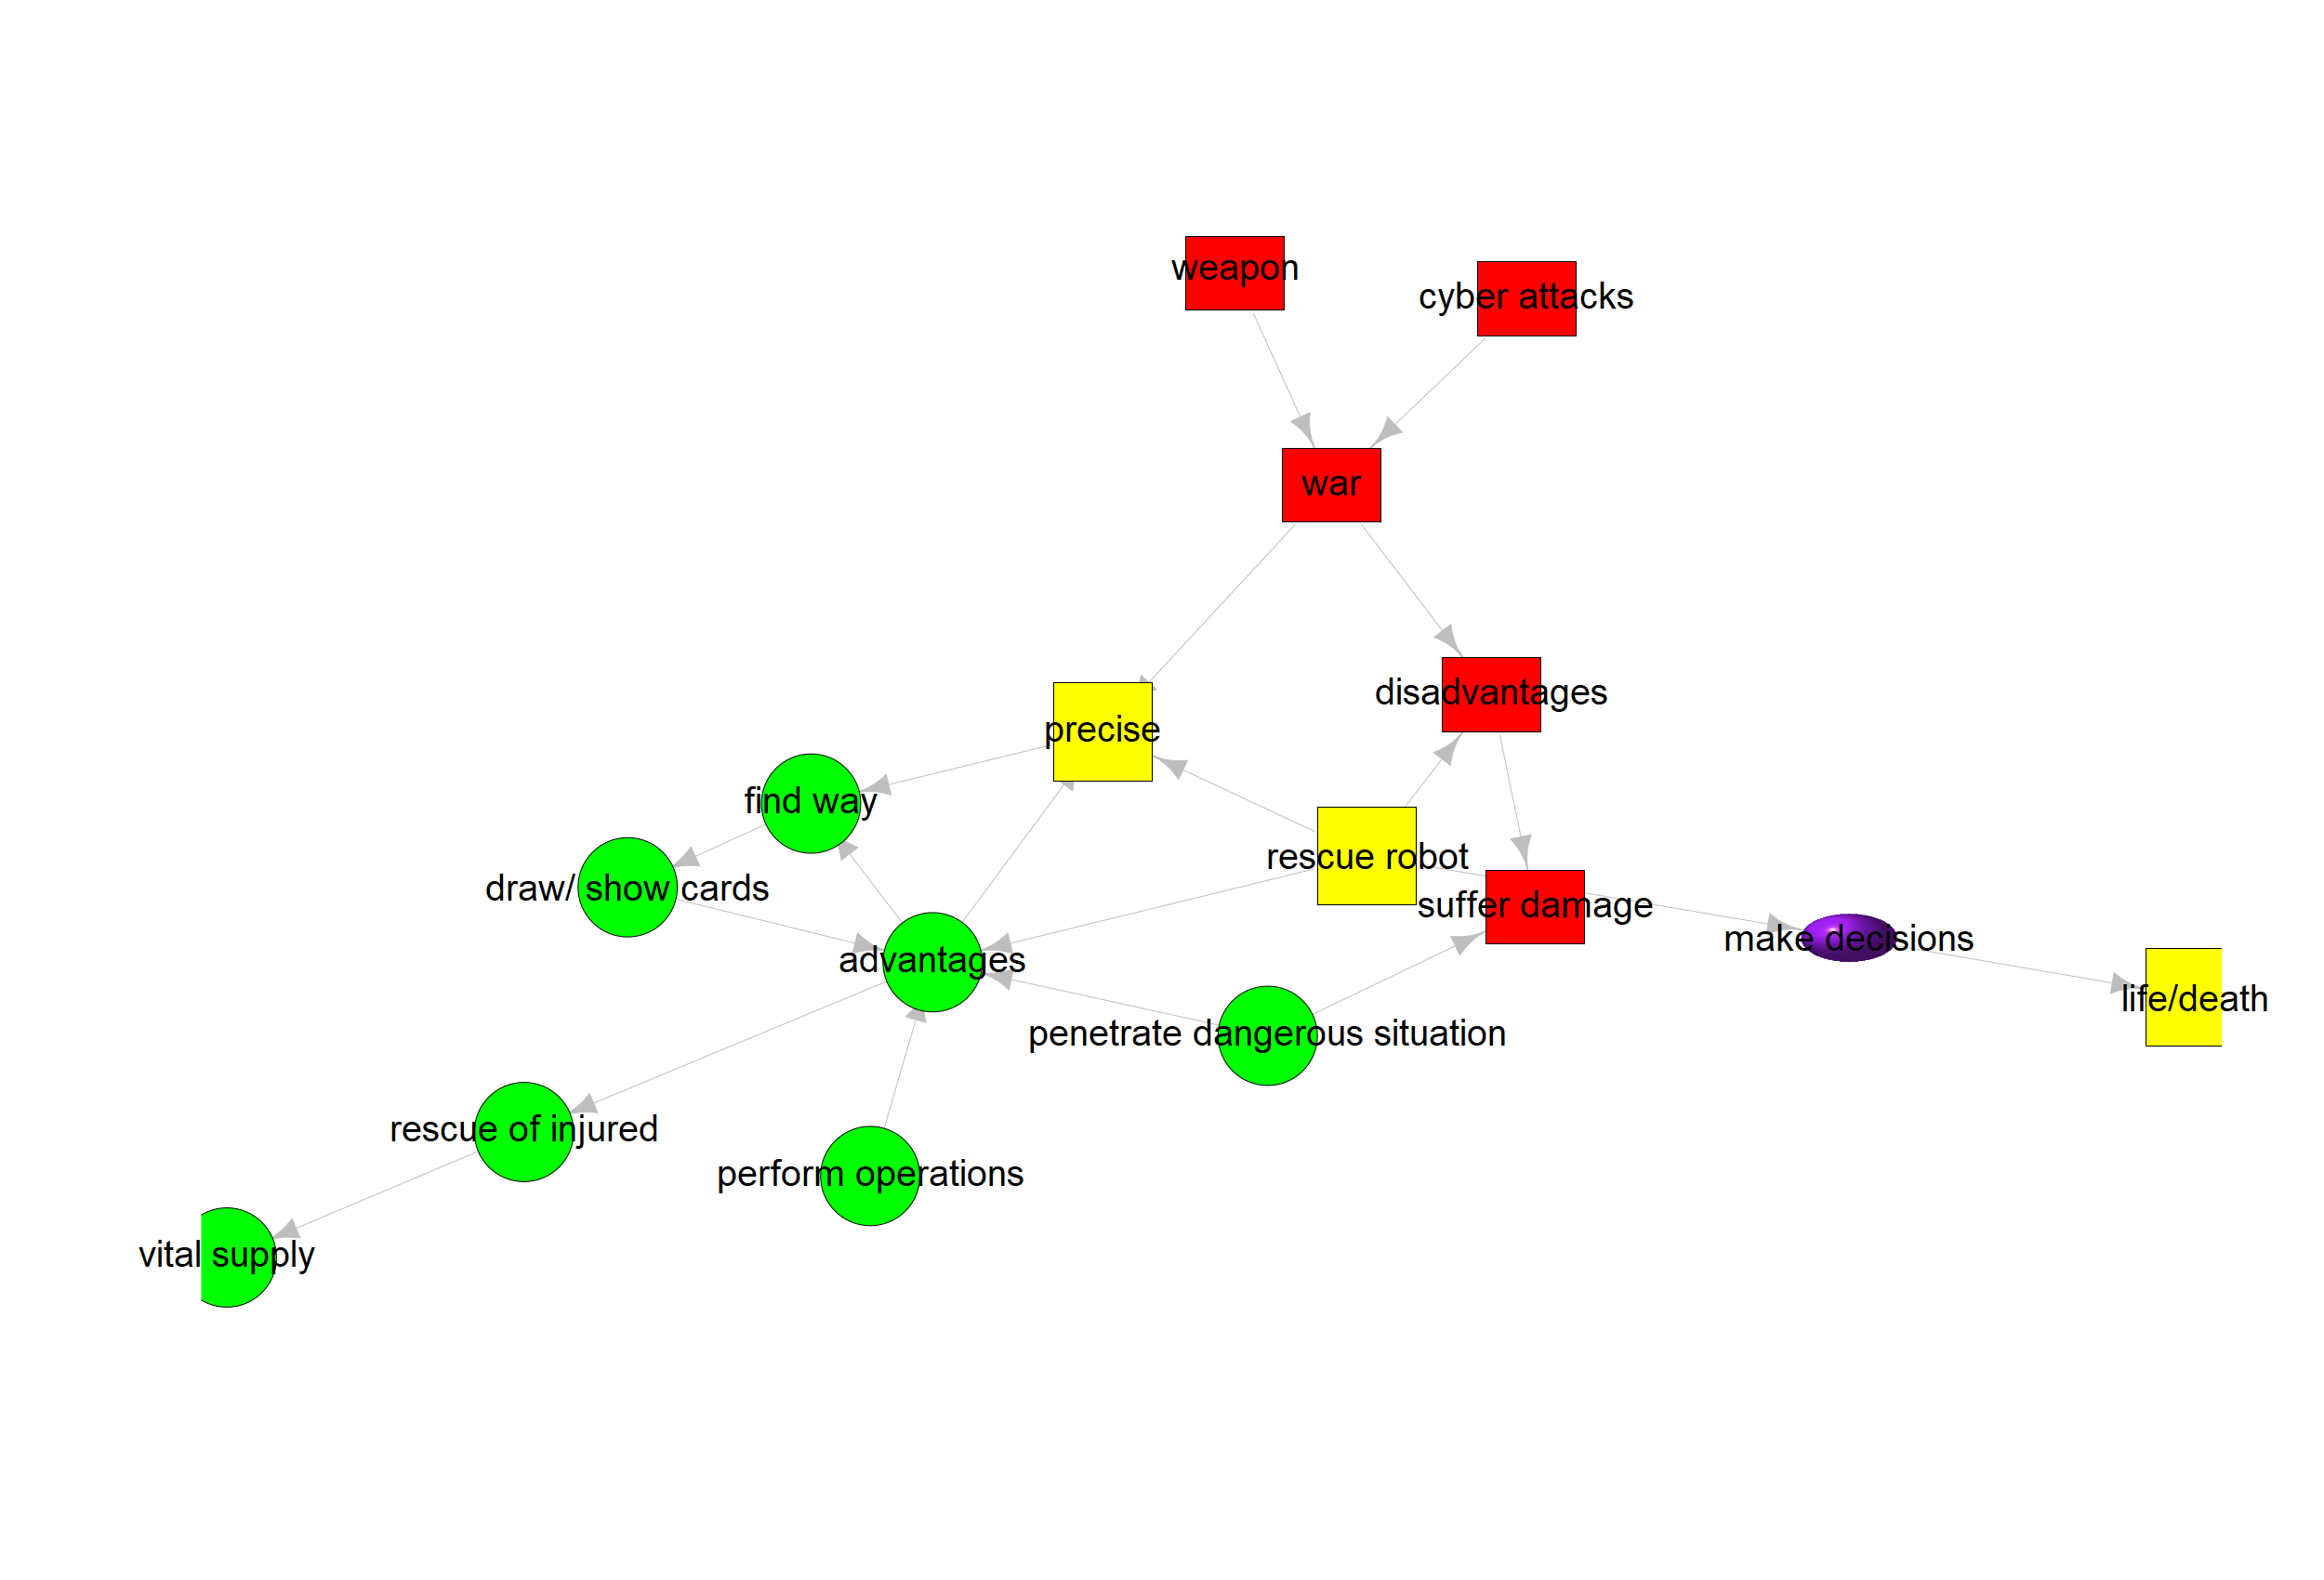 weapon
cyber attacks
war
disadvantages
precise
find way
rescue robot
draw/ show cards
suffer damage
make decisions
advantages
life/death
penetrate dangerous situation
rescue of injured
perform operations
vital supply